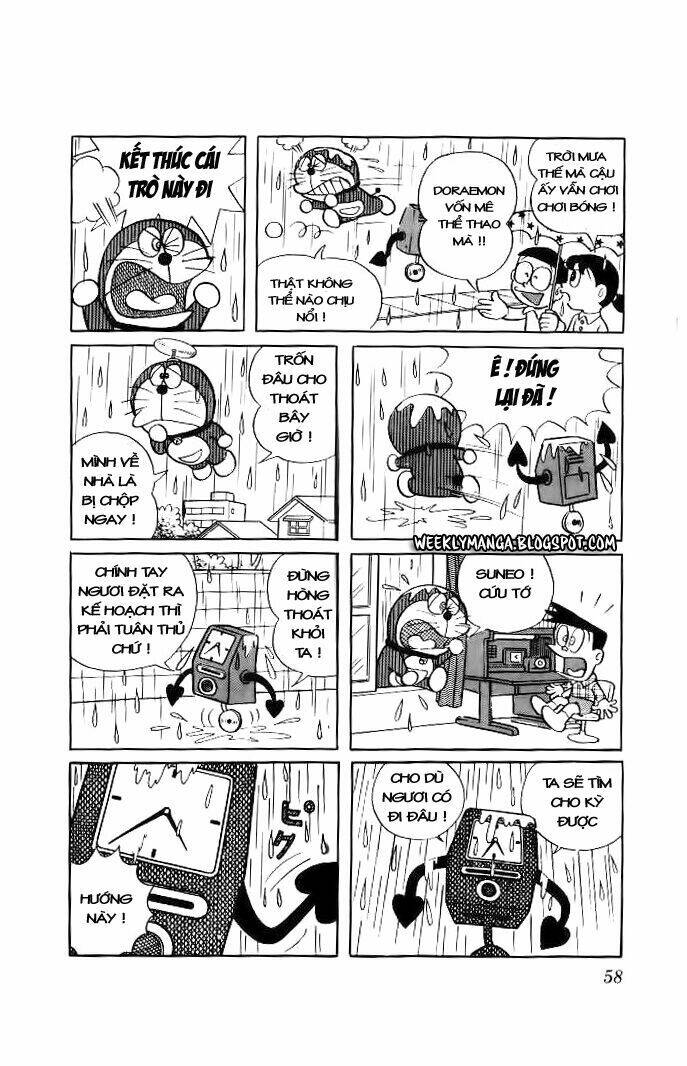 KẾT THÚC CÁI
TRÒ NÀY ĐI
TRỜI MƯA
THẾ MÀ CẬU
ẤY VẪN CHƠI
CHƠI BÓNG !
DORAEMON
VỐN MÊ
THỂ THAO
MÀ !!
THẬT KHÔNG
THỂ NÀO CHỊU
NỔI !
TRỐN
ĐÂU CHO
THOÁT
BÂY
GIỜ !
MÌNH VỀ
NHÀ LÀ
BỊ CHỘP
NGAY !
Ê ! ĐỨNG
LẠI ĐÃ !
WEEKLYMANGA.BLOGSPOT.COM
CHÍNH TAY
NGƯƠI ĐẶT RA
KẾ HOẠCH THÌ
PHẢI TUÂN THỦ
CHỨ !
ĐỪNG
HÒNG
THOÁT
KHỎI
TA !
SUNEO !
CỨU TỚ
HƯỚNG
NÀY !
ピク
CHO DÙ
NGƯƠI CÓ
ĐI ĐÂU !
TA SẼ TÌM
CHO KỲ
ĐƯỢC
58